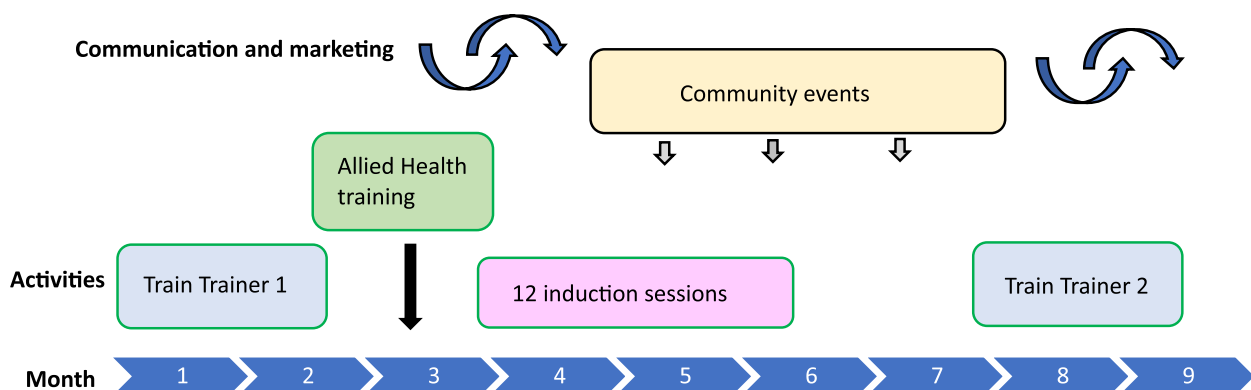 Communication and marketing
Community events
Allied Health
training
Activities
Train Trainer 1
12 induction sessions
Train Trainer 2
Month
1 2 3 4 5 6 7 8 9